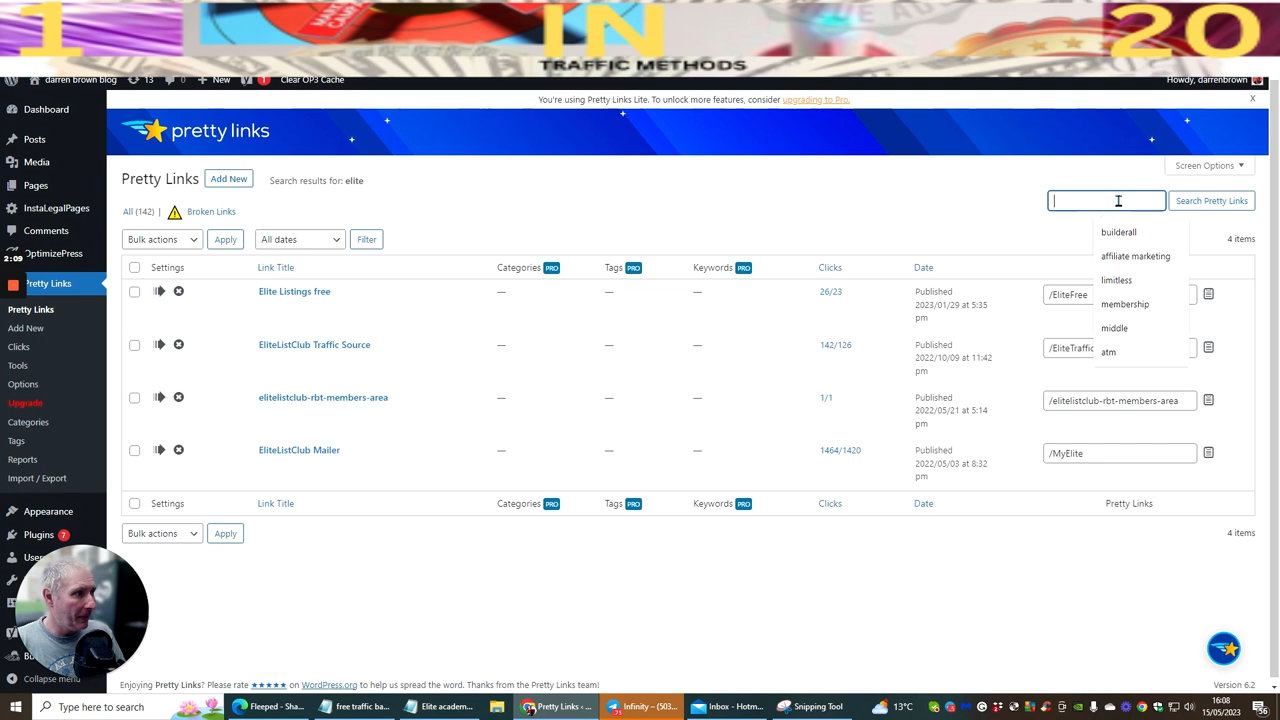 1 IN 20
TRAFFIC METHODS
darren brown blog 13 0 + New 1 Clear OP3 Cache Howdy, darrenbrown
You're using Pretty Links Lite. To unlock more features, consider upgrading to Pro. X
Dashboard
Posts
Media
Pages
InstaLegalPages
OptimizePress
Pretty Links
Pretty Links
Add New
Clicks
Tools
Options
Upgrade
Categories
Tags
Reports
Import / Export
Appearance
Plugins 7
Collapse menu
pretty links
Screen Options
Pretty Links Add New Search results for: elite
Search Pretty Links
All (142) | Broken Links
builderall
affiliate marketing
limitless
membership
middle
atm
Bulk actions Apply All dates Filter 4 items
Settings Link Title Categories PRO Tags PRO Keywords PRO Clicks Date
Elite Listings free — — — 26/23 Published 2023/01/29 at 5:35 pm /EliteFree
EliteListClub Traffic Source — — — 142/126 Published 2022/10/09 at 11:42 pm /EliteTraffic
elitelistclub-rbt-members-area — — — 1/1 Published 2022/05/21 at 5:14 pm /elitelistclub-rbt-members-area
EliteListClub Mailer — — — 1464/1420 Published 2022/05/03 at 8:32 pm /MyElite
Settings Link Title Categories PRO Tags PRO Keywords PRO Clicks Date Pretty Links
Bulk actions Apply 4 items
Enjoying Pretty Links? Please rate ★★★★★ on WordPress.org to help us spread the word. Thanks from the Pretty Links team! Version 6.2
Type here to search
Fleeped - Sha...
free traffic ba...
Elite academ...
Pretty Links ‹ ...
Infinity – (503...
Inbox - Hotm...
Snipping Tool
13°C
16:08
15/05/2023